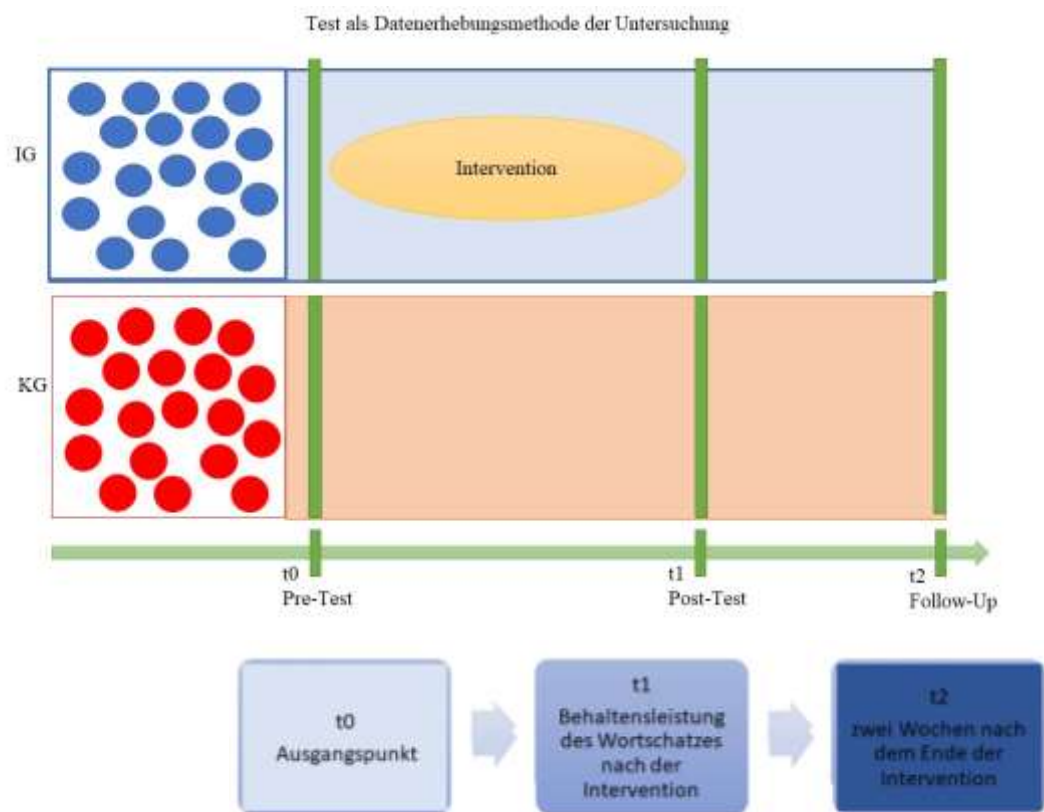 Test als Datenerhebungsmethode der Untersuchung
IG
Intervention
KG
t0
Pre-Test
t1
Post-Test
t2
Follow-Up
t0
Ausgangspunkt
t1
Behaltensleistung
des Wortschatzes
nach der
Intervention
t2
zwei Wochen nach
dem Ende der
Intervention